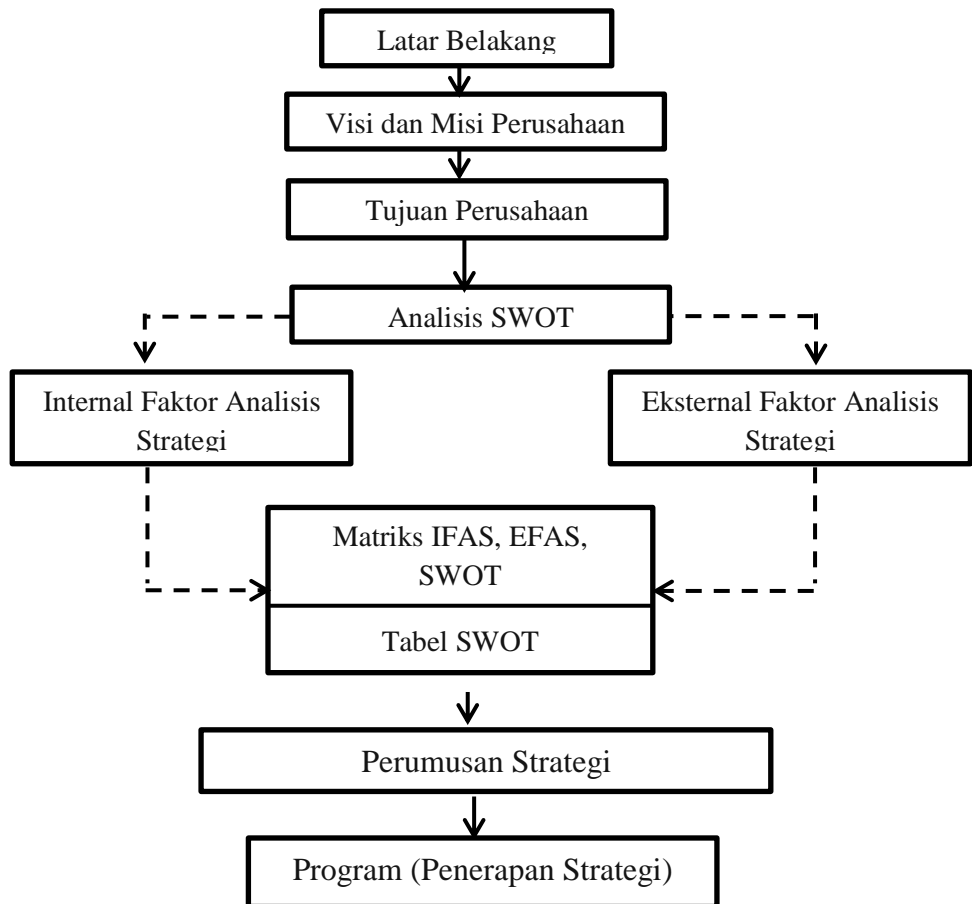 Latar Belakang
Visi dan Misi Perusahaan
Tujuan Perusahaan
Analisis SWOT
Internal Faktor Analisis
Strategi
Eksternal Faktor Analisis
Strategi
Matriks IFAS, EFAS,
SWOT
Tabel SWOT
Perumusan Strategi
Program (Penerapan Strategi)